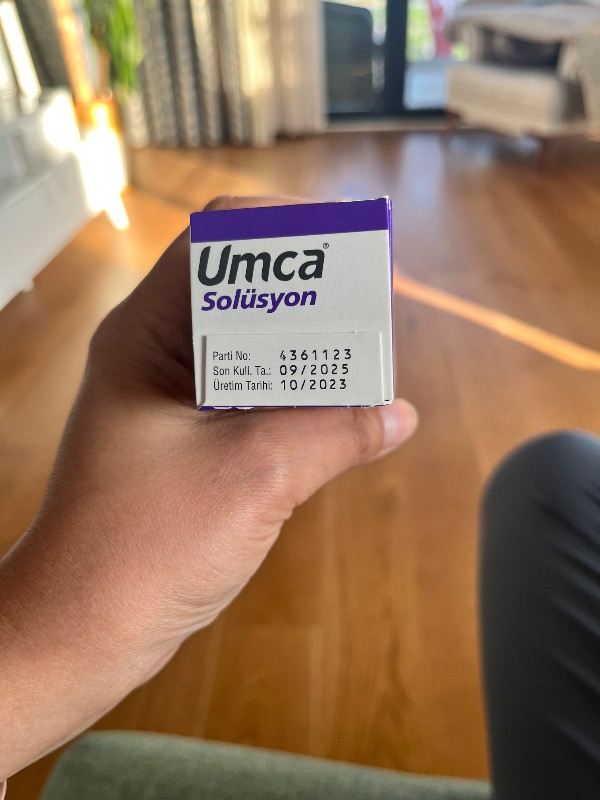 Umca®
Solüsyon
Parti No: 4361123
Son Kull. Ta.: 09/2025
Üretim Tarihi: 10/2023